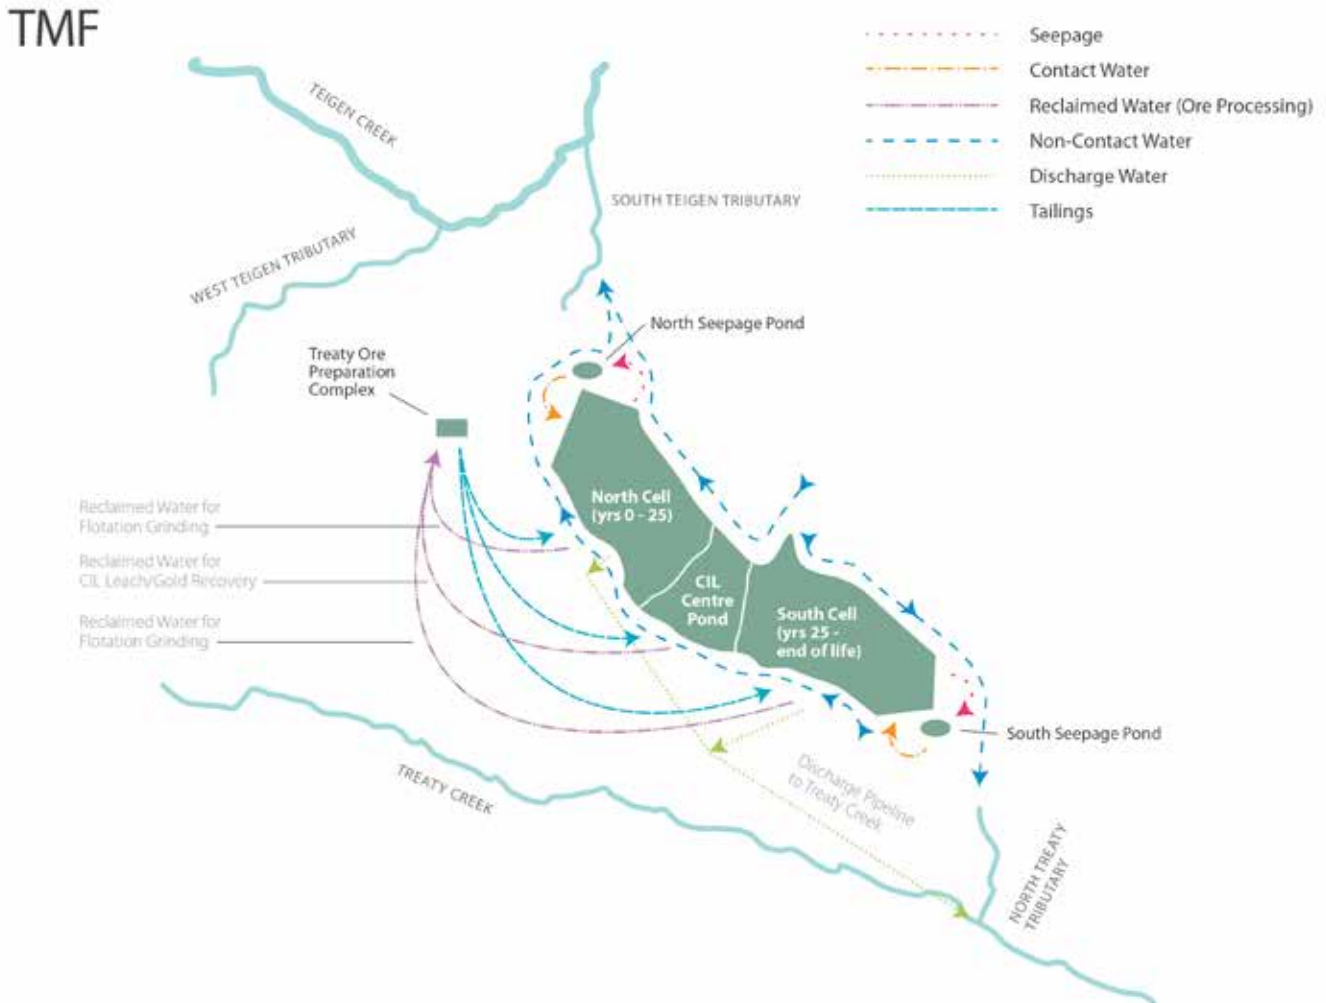 TMF
Seepage
Contact Water
Reclaimed Water (Ore Processing)
Non-Contact Water
Discharge Water
Tailings
TEIGEN CREEK
SOUTH TEIGEN TRIBUTARY
WEST TEIGEN TRIBUTARY
North Seepage Pond
Treaty Ore
Preparation
Complex
North Cell
(yrs 0 - 25)
Reclaimed Water for
Flotation Grinding
Reclaimed Water for
CIL Leach/Gold Recovery
Reclaimed Water for
Flotation Grinding
CIL
Centre
Pond
South Cell
(yrs 25 -
end of life)
South Seepage Pond
Discharge Pipeline
to Treaty Creek
TREATY CREEK
NORTH TREATY
TRIBUTARY